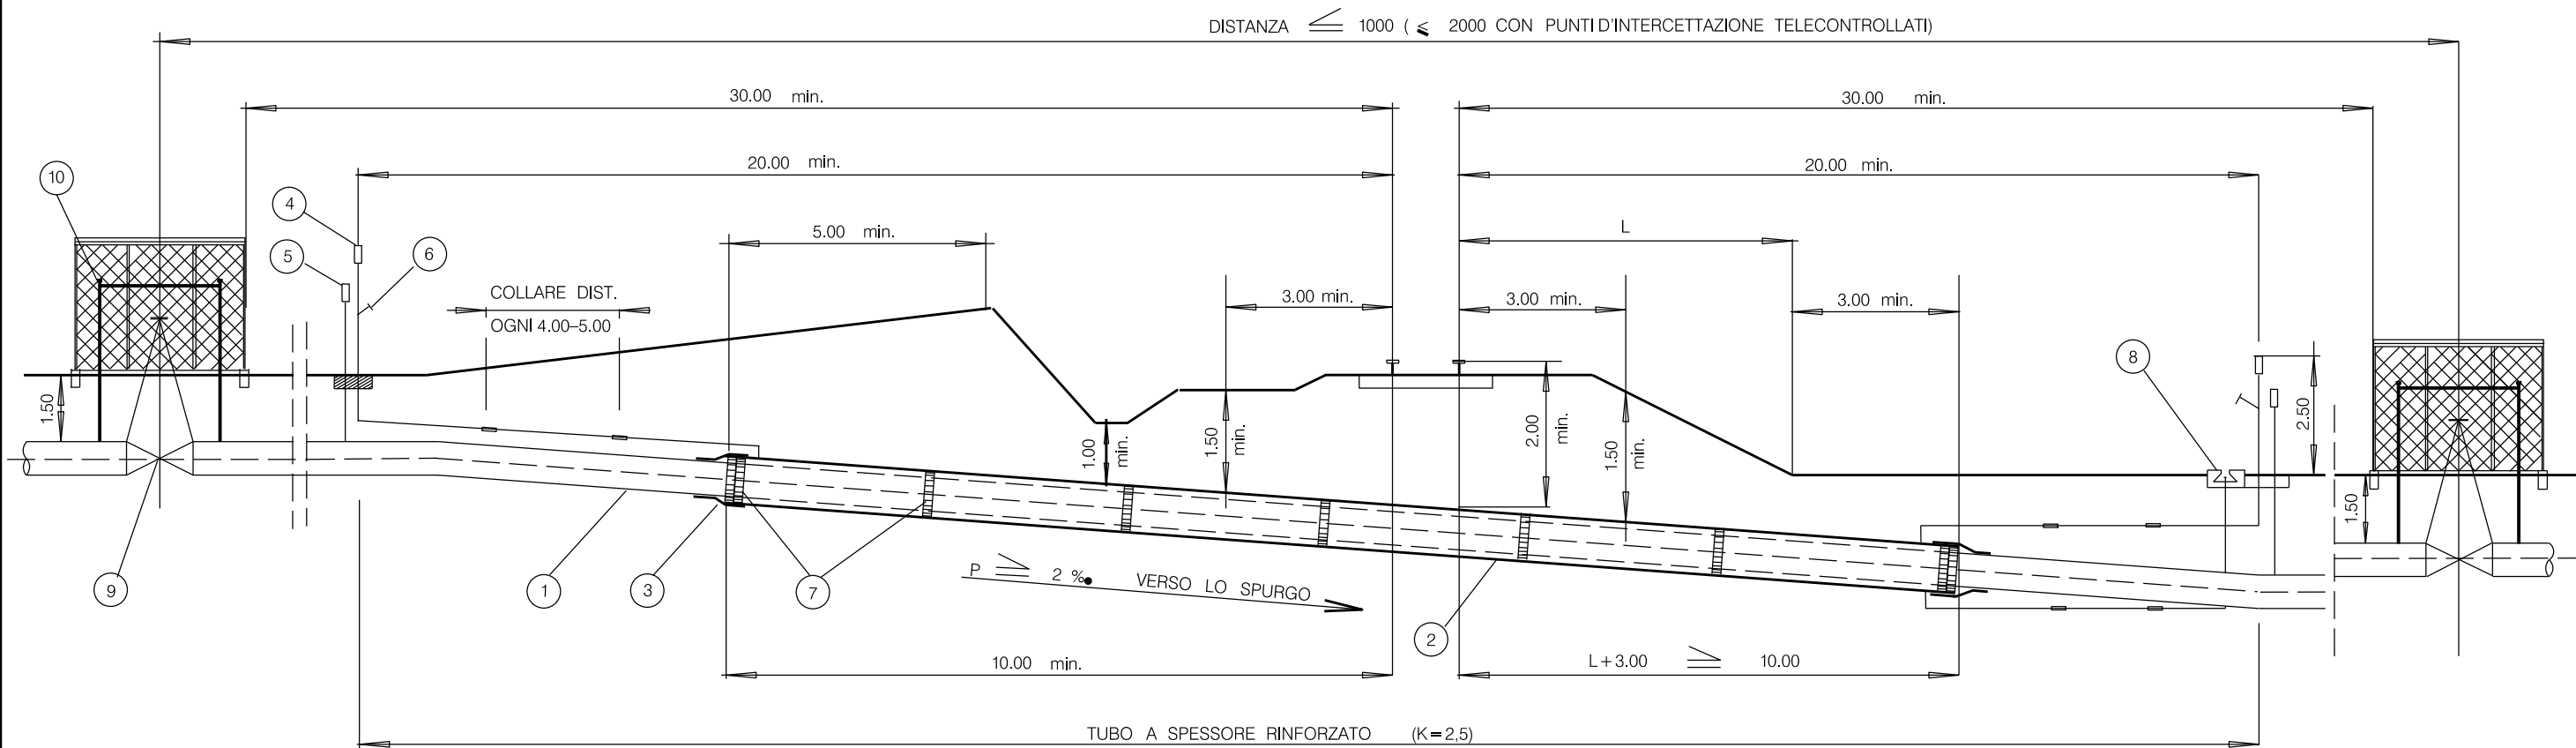 DISTANZA ≦ 1000 ( ⩽ 2000 CON PUNTI D'INTERCETTAZIONE TELECONTROLLATI)
30.00 min.
30.00 min.
20.00 min.
20.00 min.
10
4
5
6
5.00 min.
L
COLLARE DIST.
OGNI 4.00–5.00
3.00 min.
3.00 min.
3.00 min.
8
1.50
1.00 min.
1.50 min.
2.00 min.
1.50 min.
2.50
1.50
9
1
3
7
P ≧ 2 ‰ VERSO LO SPURGO
2
10.00 min.
L+3.00 ≧ 10.00
TUBO A SPESSORE RINFORZATO (K=2,5)